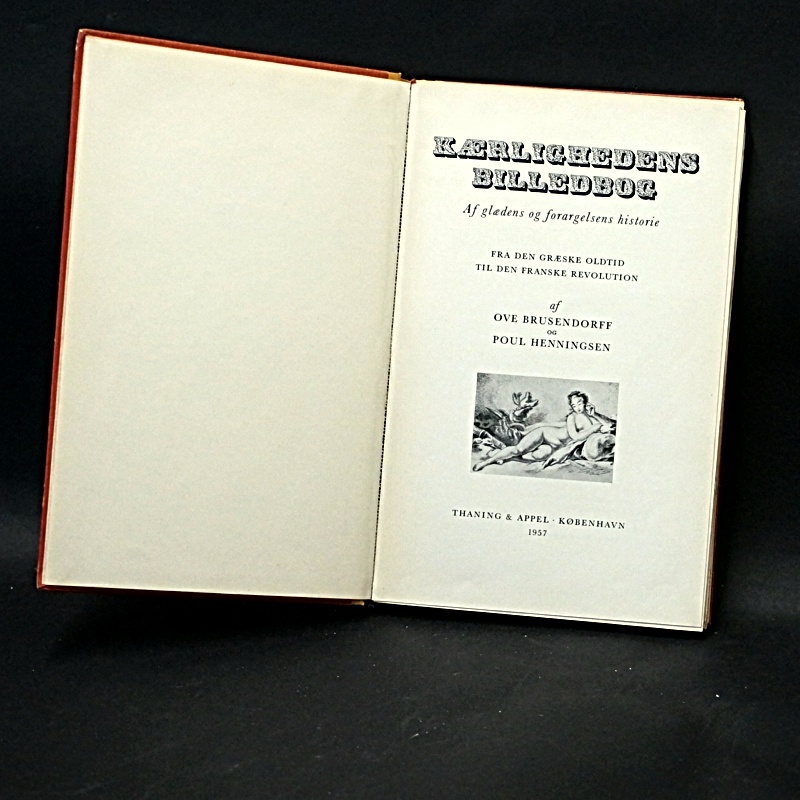 KÆRLIGHEDENS
BILLEDBOG
Af glædens og forargelsens historie
FRA DEN GRÆSKE OLDTID
TIL DEN FRANSKE REVOLUTION
af
OVE BRUSENDORFF
OG
POUL HENNINGSEN
THANING & APPEL · KØBENHAVN
1957